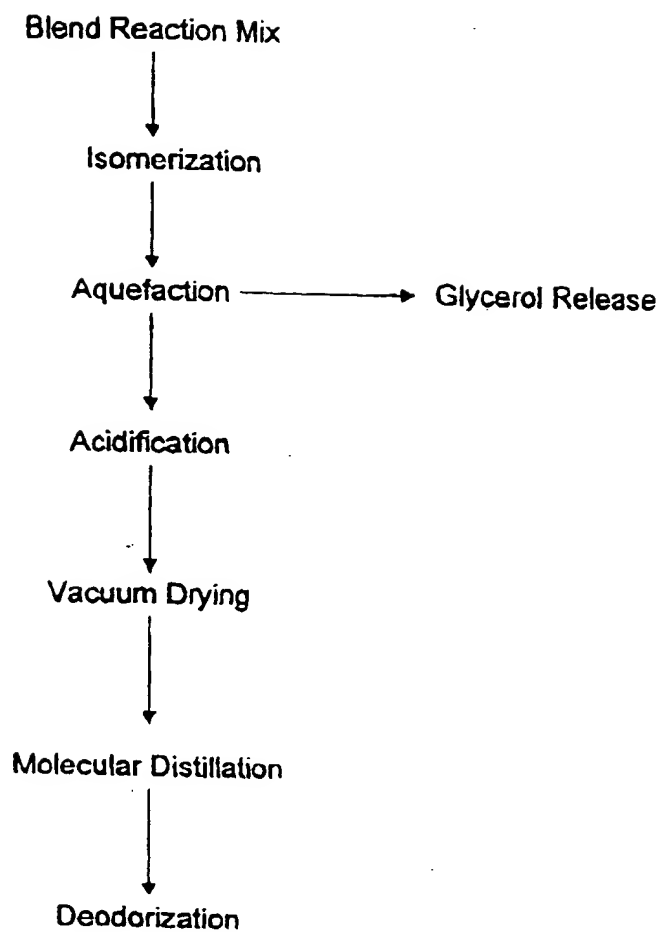 Blend Reaction Mix
Isomerization
Aquefaction
Glycerol Release
Acidification
Vacuum Drying
Molecular Distillation
Deodorization